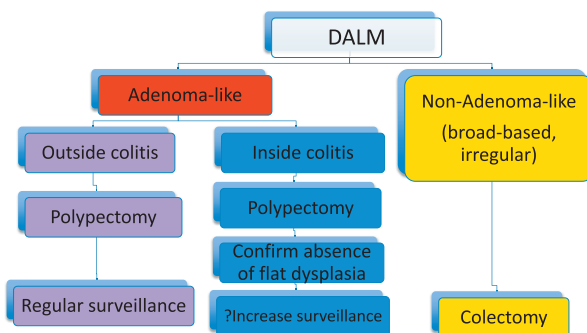 DALM
Adenoma-like
Non-Adenoma-like
(broad-based,
irregular)
Outside colitis
Inside colitis
Polypectomy
Polypectomy
Confirm absence
of flat dysplasia
Regular surveillance
?Increase surveillance
Colectomy